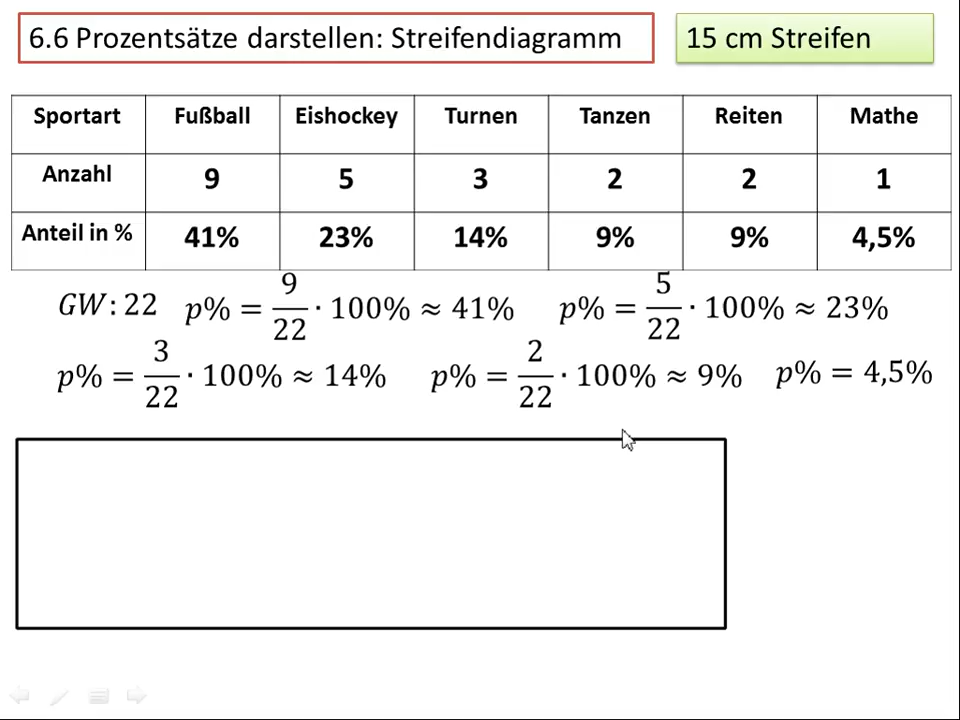 6.6 Prozentsätze darstellen: Streifendiagramm
15 cm Streifen
Sportart Fußball Eishockey Turnen Tanzen Reiten Mathe
Anzahl 9 5 3 2 2 1
Anteil in % 41% 23% 14% 9% 9% 4,5%
GW: 22 p% = 9/22 · 100% ≈ 41% p% = 5/22 · 100% ≈ 23%
p% = 3/22 · 100% ≈ 14% p% = 2/22 · 100% ≈ 9% p% = 4,5%